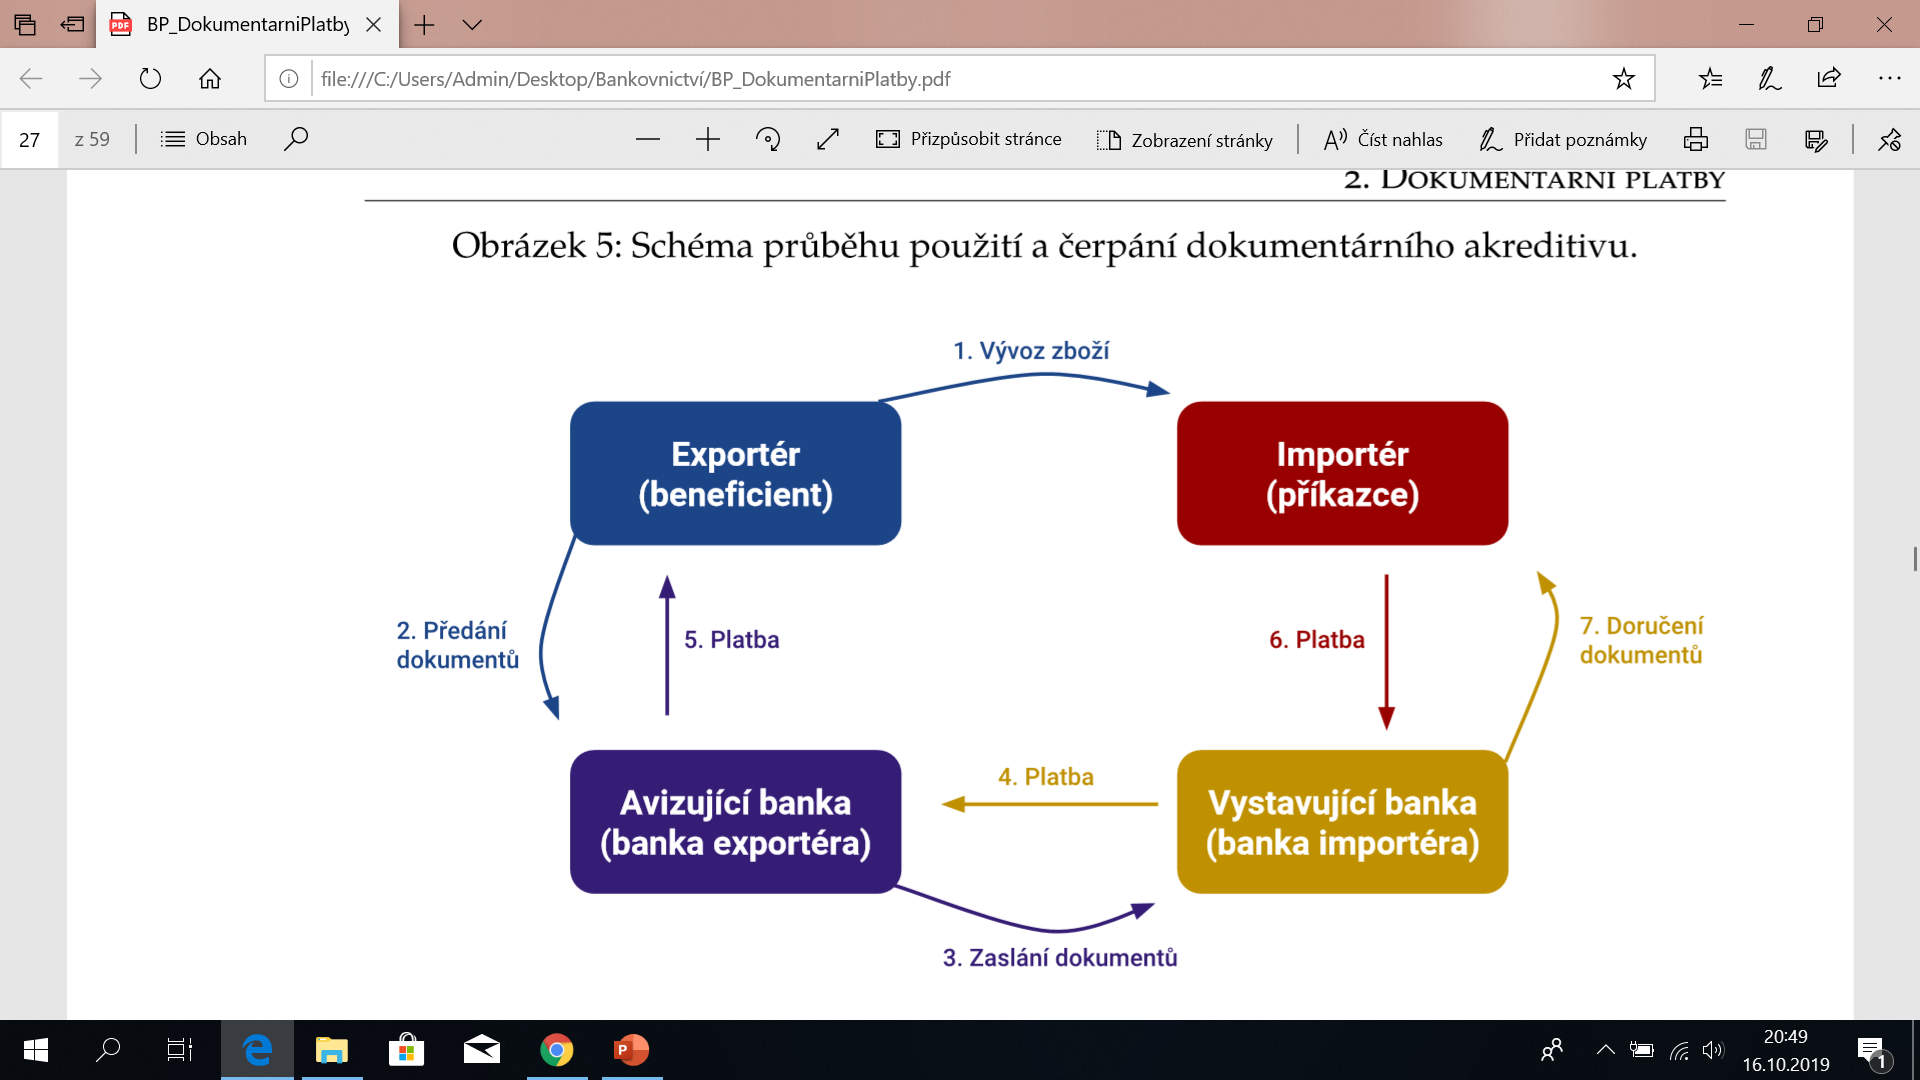 BP_DokumentarniPlatby
file:///C:/Users/Admin/Desktop/Bankovnictví/BP_DokumentarniPlatby.pdf
27 z 59 Obsah Přizpůsobit stránce Zobrazení stránky Číst nahlas Přidat poznámky
2. Dokumentární platby
Obrázek 5: Schéma průběhu použití a čerpání dokumentárního akreditivu.
1. Vývoz zboží
Exportér
(beneficient)
Importér
(příkazce)
2. Předání
dokumentů
5. Platba
6. Platba
7. Doručení
dokumentů
4. Platba
Avizující banka
(banka exportéra)
Vystavující banka
(banka importéra)
3. Zaslání dokumentů
20:49
16.10.2019
1